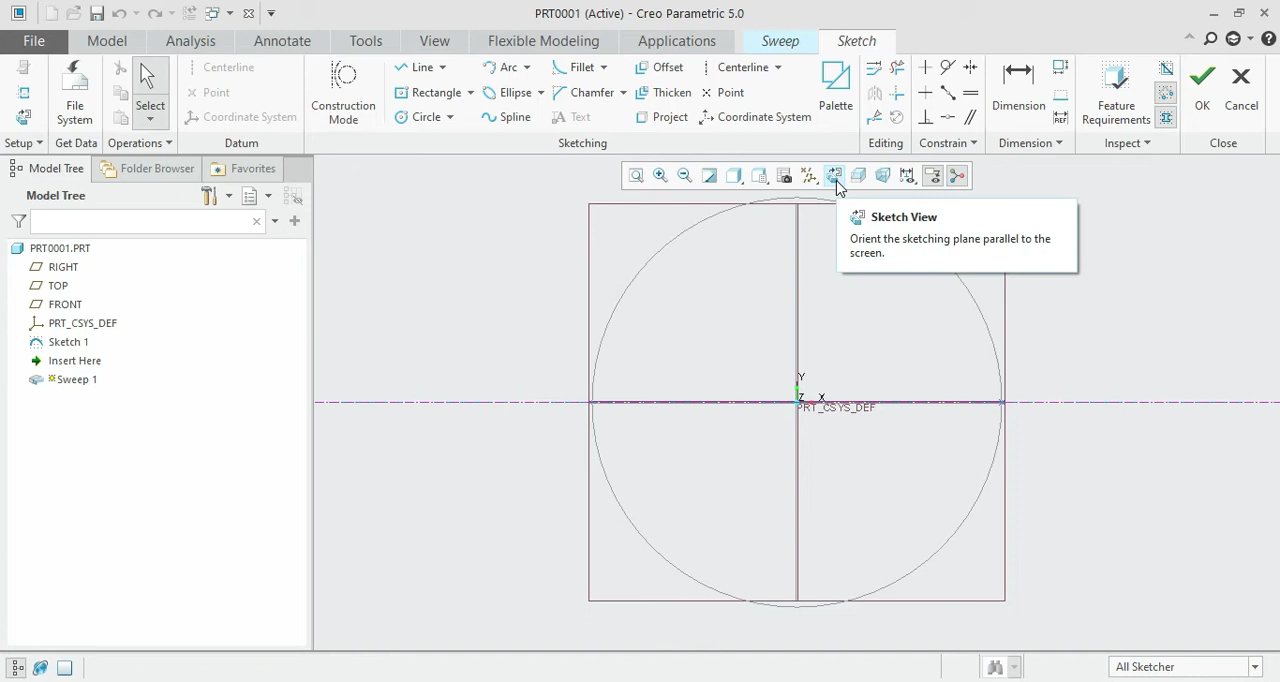 PRT0001 (Active) - Creo Parametric 5.0
File Model Analysis Annotate Tools View Flexible Modeling Applications Sweep Sketch
Centerline
Point
Coordinate System
File System
Select
Construction Mode
Line Arc Fillet Offset Centerline
Rectangle Ellipse Chamfer Thicken Point
Circle Spline Text Project Coordinate System
Palette
Dimension
REF
Feature Requirements
OK Cancel
Setup Get Data Operations Datum Sketching Editing Constrain Dimension Inspect Close
Model Tree Folder Browser Favorites
Model Tree
PRT0001.PRT
RIGHT
TOP
FRONT
PRT_CSYS_DEF
Sketch 1
Insert Here
Sweep 1
Sketch View
Orient the sketching plane parallel to the
screen.
Y
Z X
PRT_CSYS_DEF
All Sketcher